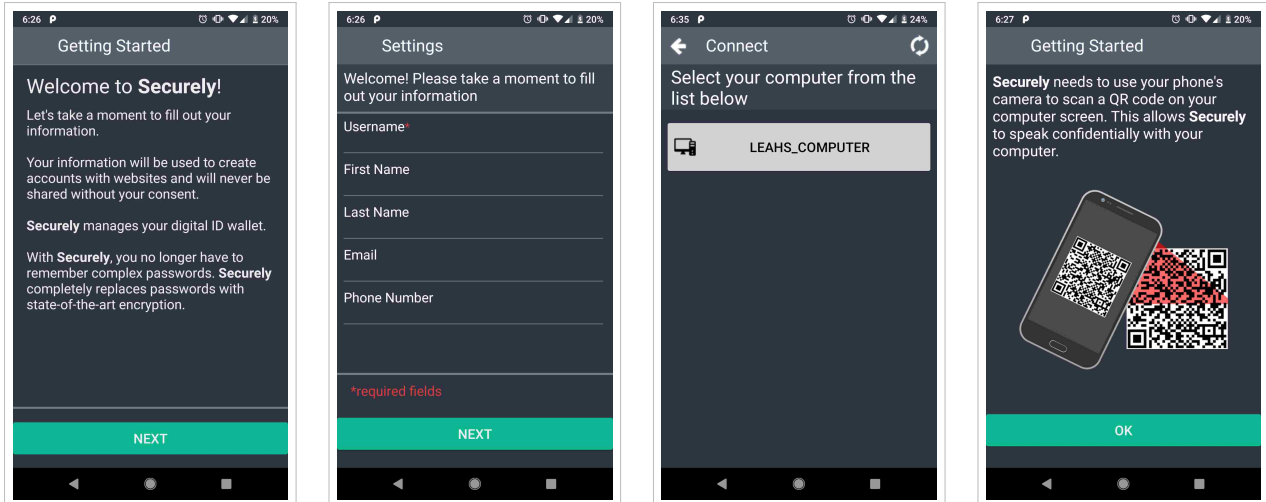 6:26 P 20%
Getting Started
Welcome to Securely!
Let's take a moment to fill out your
information.
Your information will be used to create
accounts with websites and will never be
shared without your consent.
Securely manages your digital ID wallet.
With Securely, you no longer have to
remember complex passwords. Securely
completely replaces passwords with
state-of-the-art encryption.
NEXT
6:26 P 20%
Settings
Welcome! Please take a moment to fill
out your information
Username*
First Name
Last Name
Email
Phone Number
*required fields
NEXT
6:35 P 24%
Connect
Select your computer from the
list below
LEAHS_COMPUTER
6:27 P 20%
Getting Started
Securely needs to use your phone's
camera to scan a QR code on your
computer screen. This allows Securely
to speak confidentially with your
computer.
OK